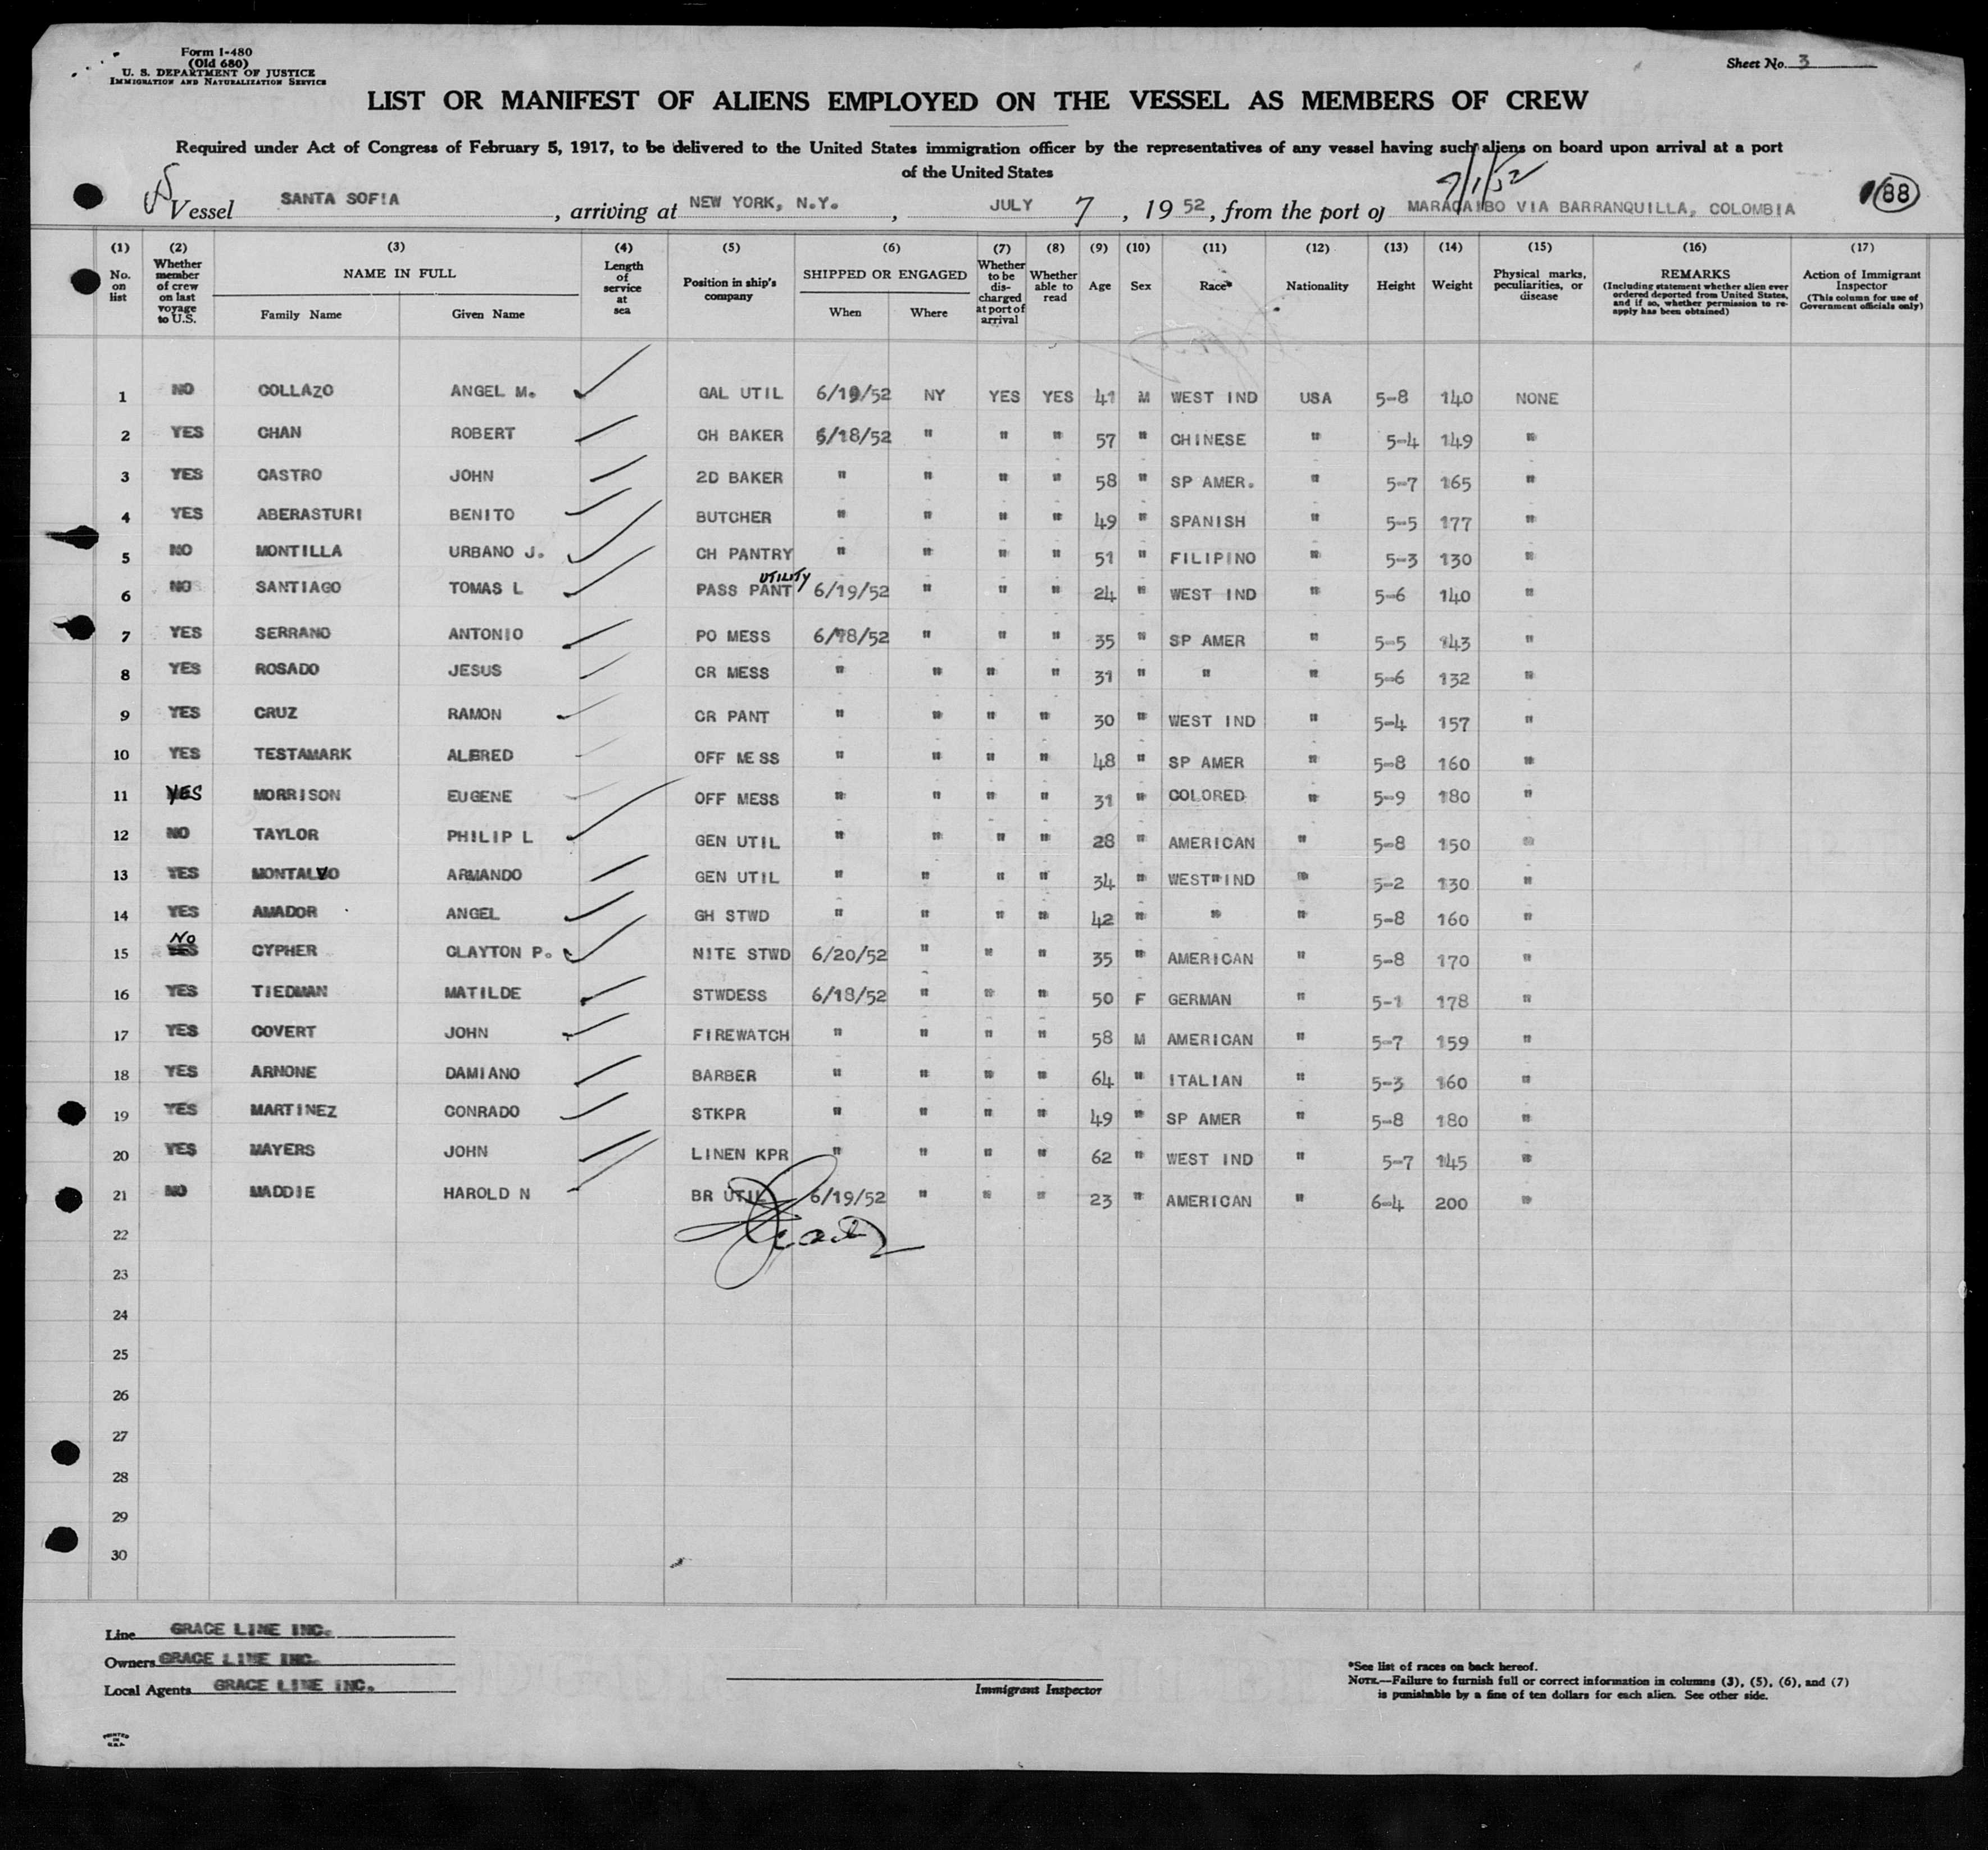 Form I-480
(Old 680)
U. S. DEPARTMENT OF JUSTICE
IMMIGRATION AND NATURALIZATION SERVICE
Sheet No. 3
LIST OR MANIFEST OF ALIENS EMPLOYED ON THE VESSEL AS MEMBERS OF CREW
Required under Act of Congress of February 5, 1917, to be delivered to the United States immigration officer by the representatives of any vessel having such aliens on board upon arrival at a port
of the United States
7/1/52
88
Vessel SANTA SOFIA, arriving at NEW YORK, N.Y., JULY 7, 19 52, from the port of MARACAIBO VIA BARRANQUILLA, COLOMBIA
(1) (2) (3) (4) (5) (6) (7) (8) (9) (10) (11) (12) (13) (14) (15) (16) (17)
No. on list
Whether member of crew on last voyage to U.S.
NAME IN FULL
Family Name Given Name
Length of service at sea
Position in ship's company
SHIPPED OR ENGAGED
When Where
Whether to be discharged at port of arrival
Whether able to read
Age
Sex
Race*
Nationality
Height
Weight
Physical marks, peculiarities, or disease
REMARKS
(Including statement whether alien ever ordered deported from United States, and if so, whether permission to reapply has been obtained)
Action of Immigrant Inspector
(This column for use of Government officials only)
1 NO COLLAZO ANGEL M. GAL UTIL 6/19/52 NY YES YES 41 M WEST IND USA 5-8 140 NONE
2 YES CHAN ROBERT CH BAKER 6/18/52 " " " 57 " CHINESE " 5-4 149 "
3 YES CASTRO JOHN 2D BAKER " " " " 58 " SP AMER. " 5-7 165 "
4 YES ABERASTURI BENITO BUTCHER " " " " 49 " SPANISH " 5-5 177 "
5 NO MONTILLA URBANO J. CH PANTRY " " " " 51 " FILIPINO " 5-3 130 "
6 NO SANTIAGO TOMAS L PASS PANT UTILITY 6/19/52 " " " 24 " WEST IND " 5-6 140 "
7 YES SERRANO ANTONIO PO MESS 6/18/52 " " " 35 " SP AMER " 5-5 143 "
8 YES ROSADO JESUS CR MESS " " " " 31 " " " 5-6 132 "
9 YES CRUZ RAMON CR PANT " " " " 30 " WEST IND " 5-4 157 "
10 YES TESTAMARK ALFRED OFF MESS " " " " 48 " SP AMER " 5-8 160 "
11 YES MORRISON EUGENE OFF MESS " " " " 31 " COLORED " 5-9 180 "
12 NO TAYLOR PHILIP L GEN UTIL " " " " 28 " AMERICAN " 5-8 150 "
13 YES MONTALVO ARMANDO GEN UTIL " " " " 34 " WEST IND " 5-2 130 "
14 YES AMADOR ANGEL GH STWD " " " " 42 " " " 5-8 160 "
15 NO YES CYPHER CLAYTON P. NITE STWD 6/20/52 " " " 35 " AMERICAN " 5-8 170 "
16 YES TIEDMAN MATILDE STWDESS 6/18/52 " " " 50 F GERMAN " 5-1 178 "
17 YES COVERT JOHN FIREWATCH " " " " 58 M AMERICAN " 5-7 159 "
18 YES ARNONE DAMIANO BARBER " " " " 64 " ITALIAN " 5-3 160 "
19 YES MARTINEZ CONRADO STKPR " " " " 49 " SP AMER " 5-8 180 "
20 YES MAYERS JOHN LINEN KPR " " " " 62 " WEST IND " 5-7 145 "
21 NO MADDIE HAROLD N BR UTIL 6/19/52 " " " 23 " AMERICAN " 6-4 200 "
22
23
24
25
26
27
28
29
30
Line GRACE LINE INC.
Owners GRACE LINE INC.
Local Agents GRACE LINE INC.
Immigrant Inspector
*See list of races on back hereof.
NOTE.—Failure to furnish full or correct information in columns (3), (5), (6), and (7)
is punishable by a fine of ten dollars for each alien. See other side.
PRINTED
IN
U.S.A.